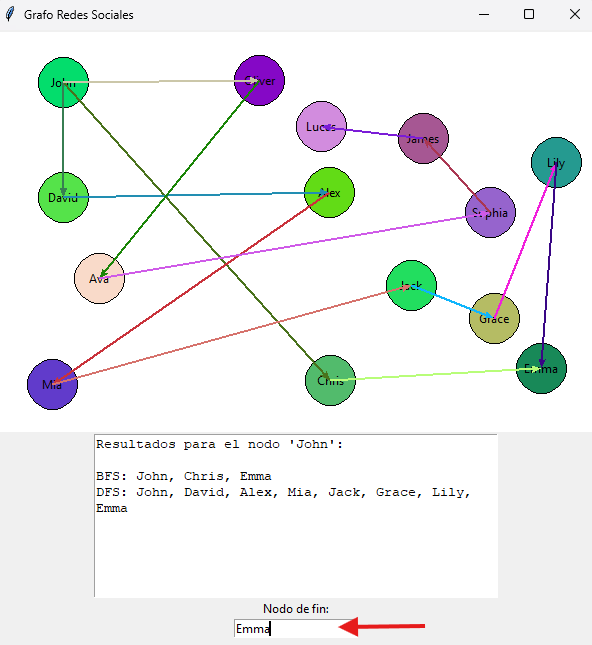 Grafo Redes Sociales
John
Oliver
Lucas
James
Lily
David
Alex
Sophia
Ava
Jack
Grace
Mia
Chris
Emma
Resultados para el nodo 'John':
BFS: John, Chris, Emma
DFS: John, David, Alex, Mia, Jack, Grace, Lily,
Emma
Nodo de fin:
Emma